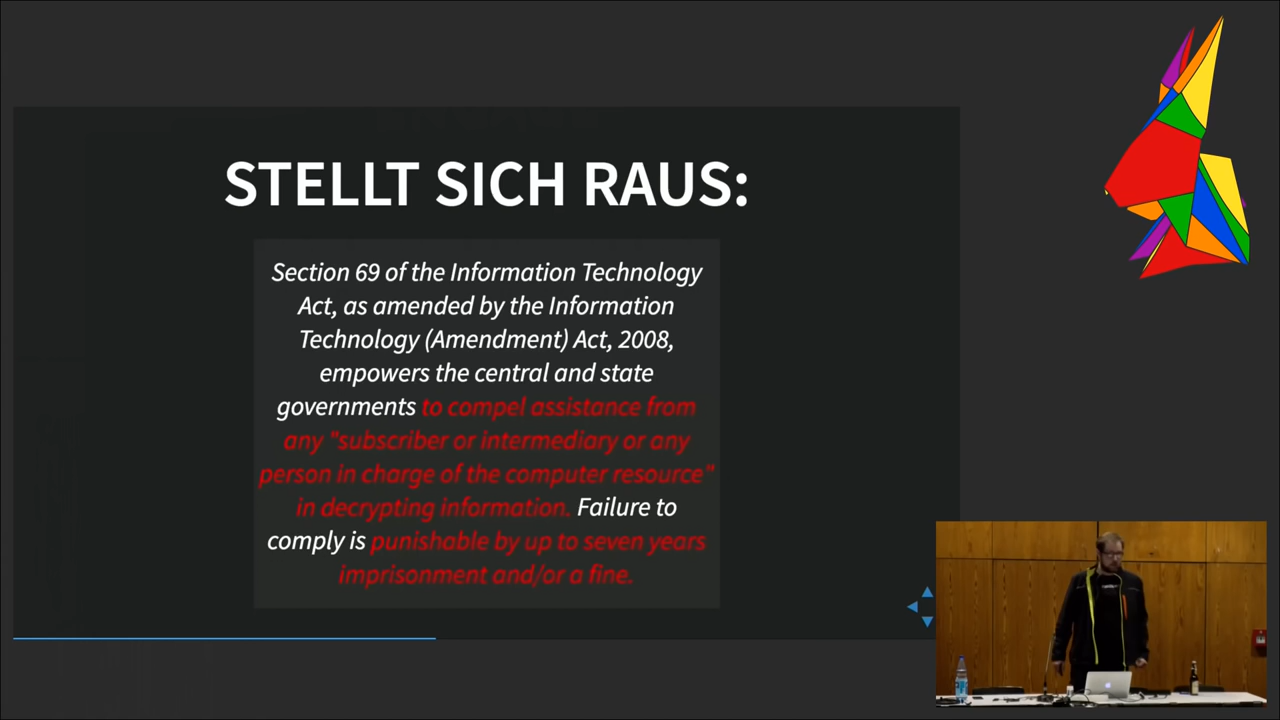 STELLT SICH RAUS:
Section 69 of the Information Technology
Act, as amended by the Information
Technology (Amendment) Act, 2008,
empowers the central and state
governments to compel assistance from
any "subscriber or intermediary or any
person in charge of the computer resource"
in decrypting information. Failure to
comply is punishable by up to seven years
imprisonment and/or a fine.